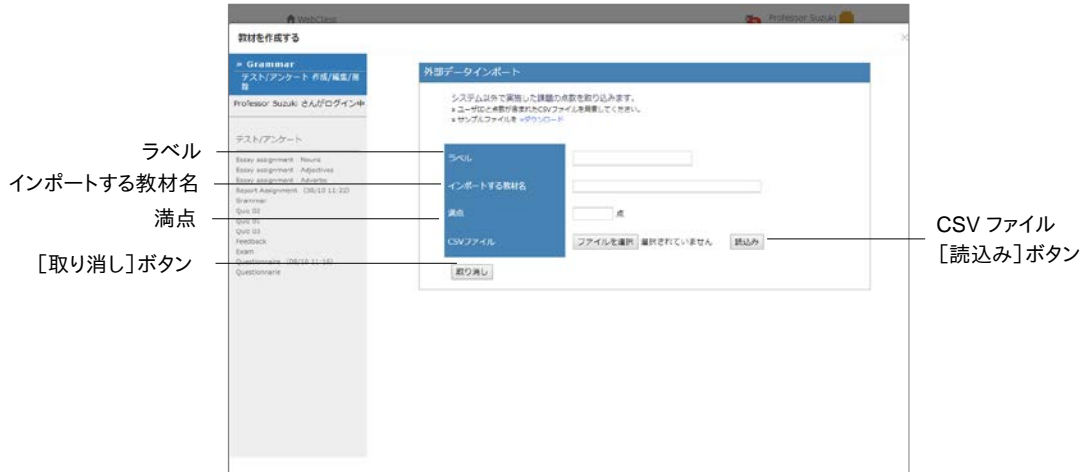 WebClass
Professor Suzuki
教材を作成する
×
» Grammar
テスト/アンケート 作成/編集/削
除
Professor Suzuki さんがログイン中
テスト/アンケート
Essay assignment : Nouns
Essay assignment : Adjectives
Essay assignment : Adverbs
Report Assignment (08/10 11:22)
Grammar
Quiz 02
Quiz 01
Quiz 03
Feedback
Exam
Questionnaire (08/10 11:16)
Questionnarie
外部データインポート
システム以外で実施した課題の点数を取り込みます。
» ユーザIDと点数が含まれたCSVファイルを用意してください。
» サンプルファイルを »ダウンロード
ラベル
インポートする教材名
満点
点
CSVファイル
ファイルを選択 選択されていません 読込み
取り消し
ラベル
インポートする教材名
満点
［取り消し］ボタン
CSV ファイル
［読込み］ボタン